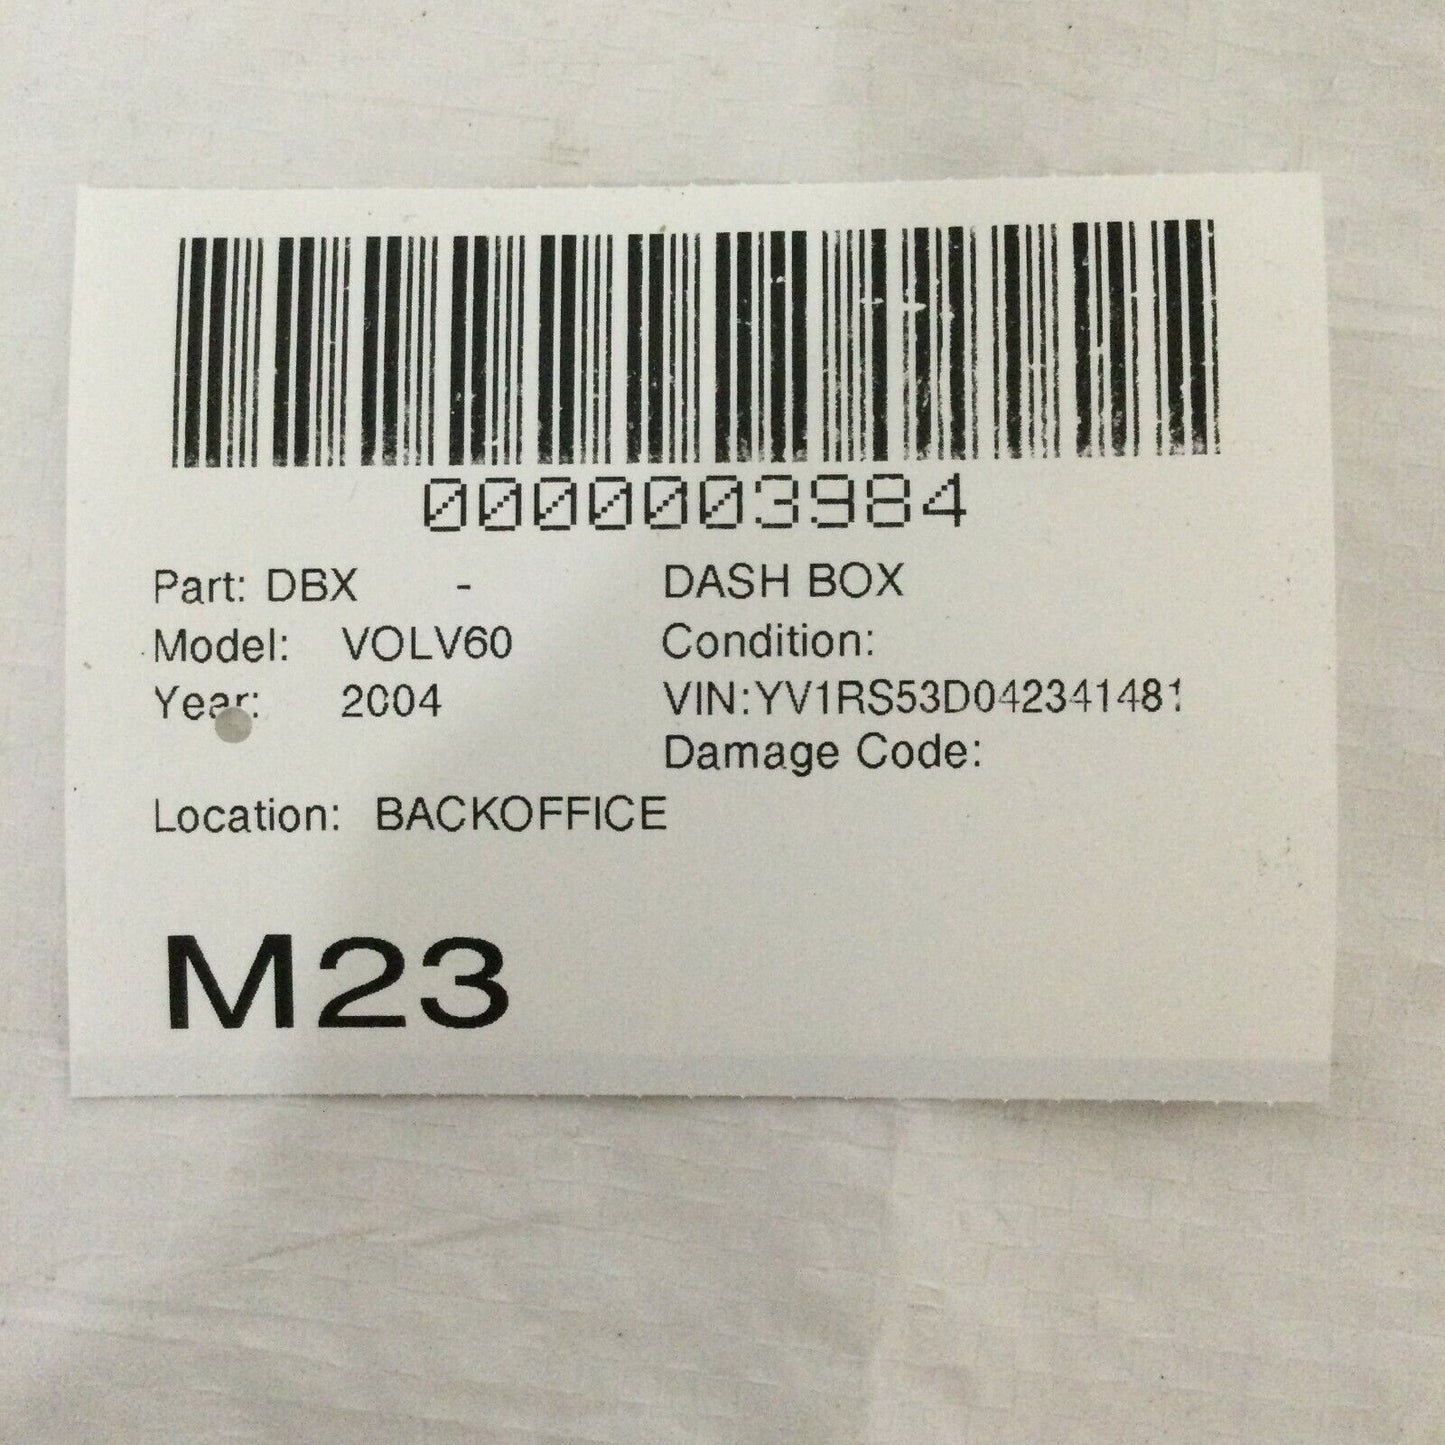 0000003984
Part: DBX - DASH BOX
Model: VOLV60 Condition:
Year: 2004 VIN:YV1RS53D042341481
Damage Code:
Location: BACKOFFICE
M23